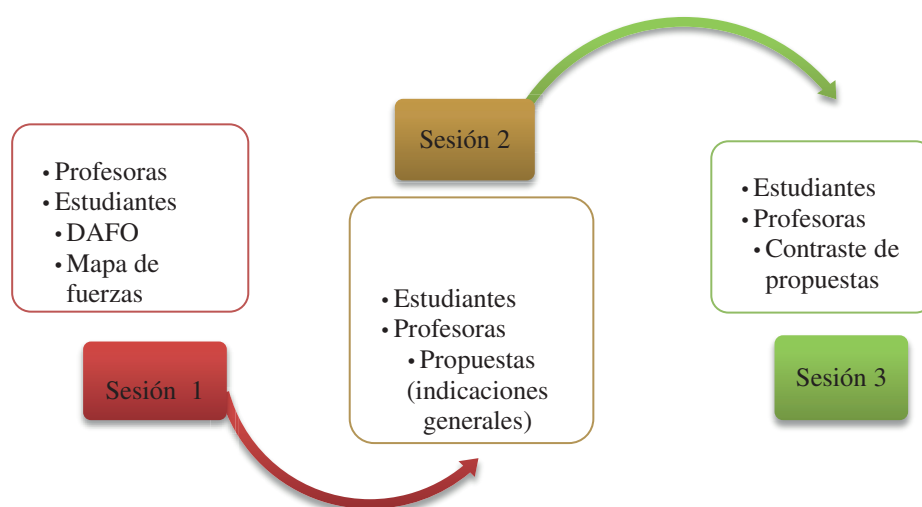 • Profesoras
• Estudiantes
• DAFO
• Mapa de
fuerzas
Sesión 1
Sesión 2
• Estudiantes
• Profesoras
• Propuestas
(indicaciones
generales)
• Estudiantes
• Profesoras
• Contraste de
propuestas
Sesión 3